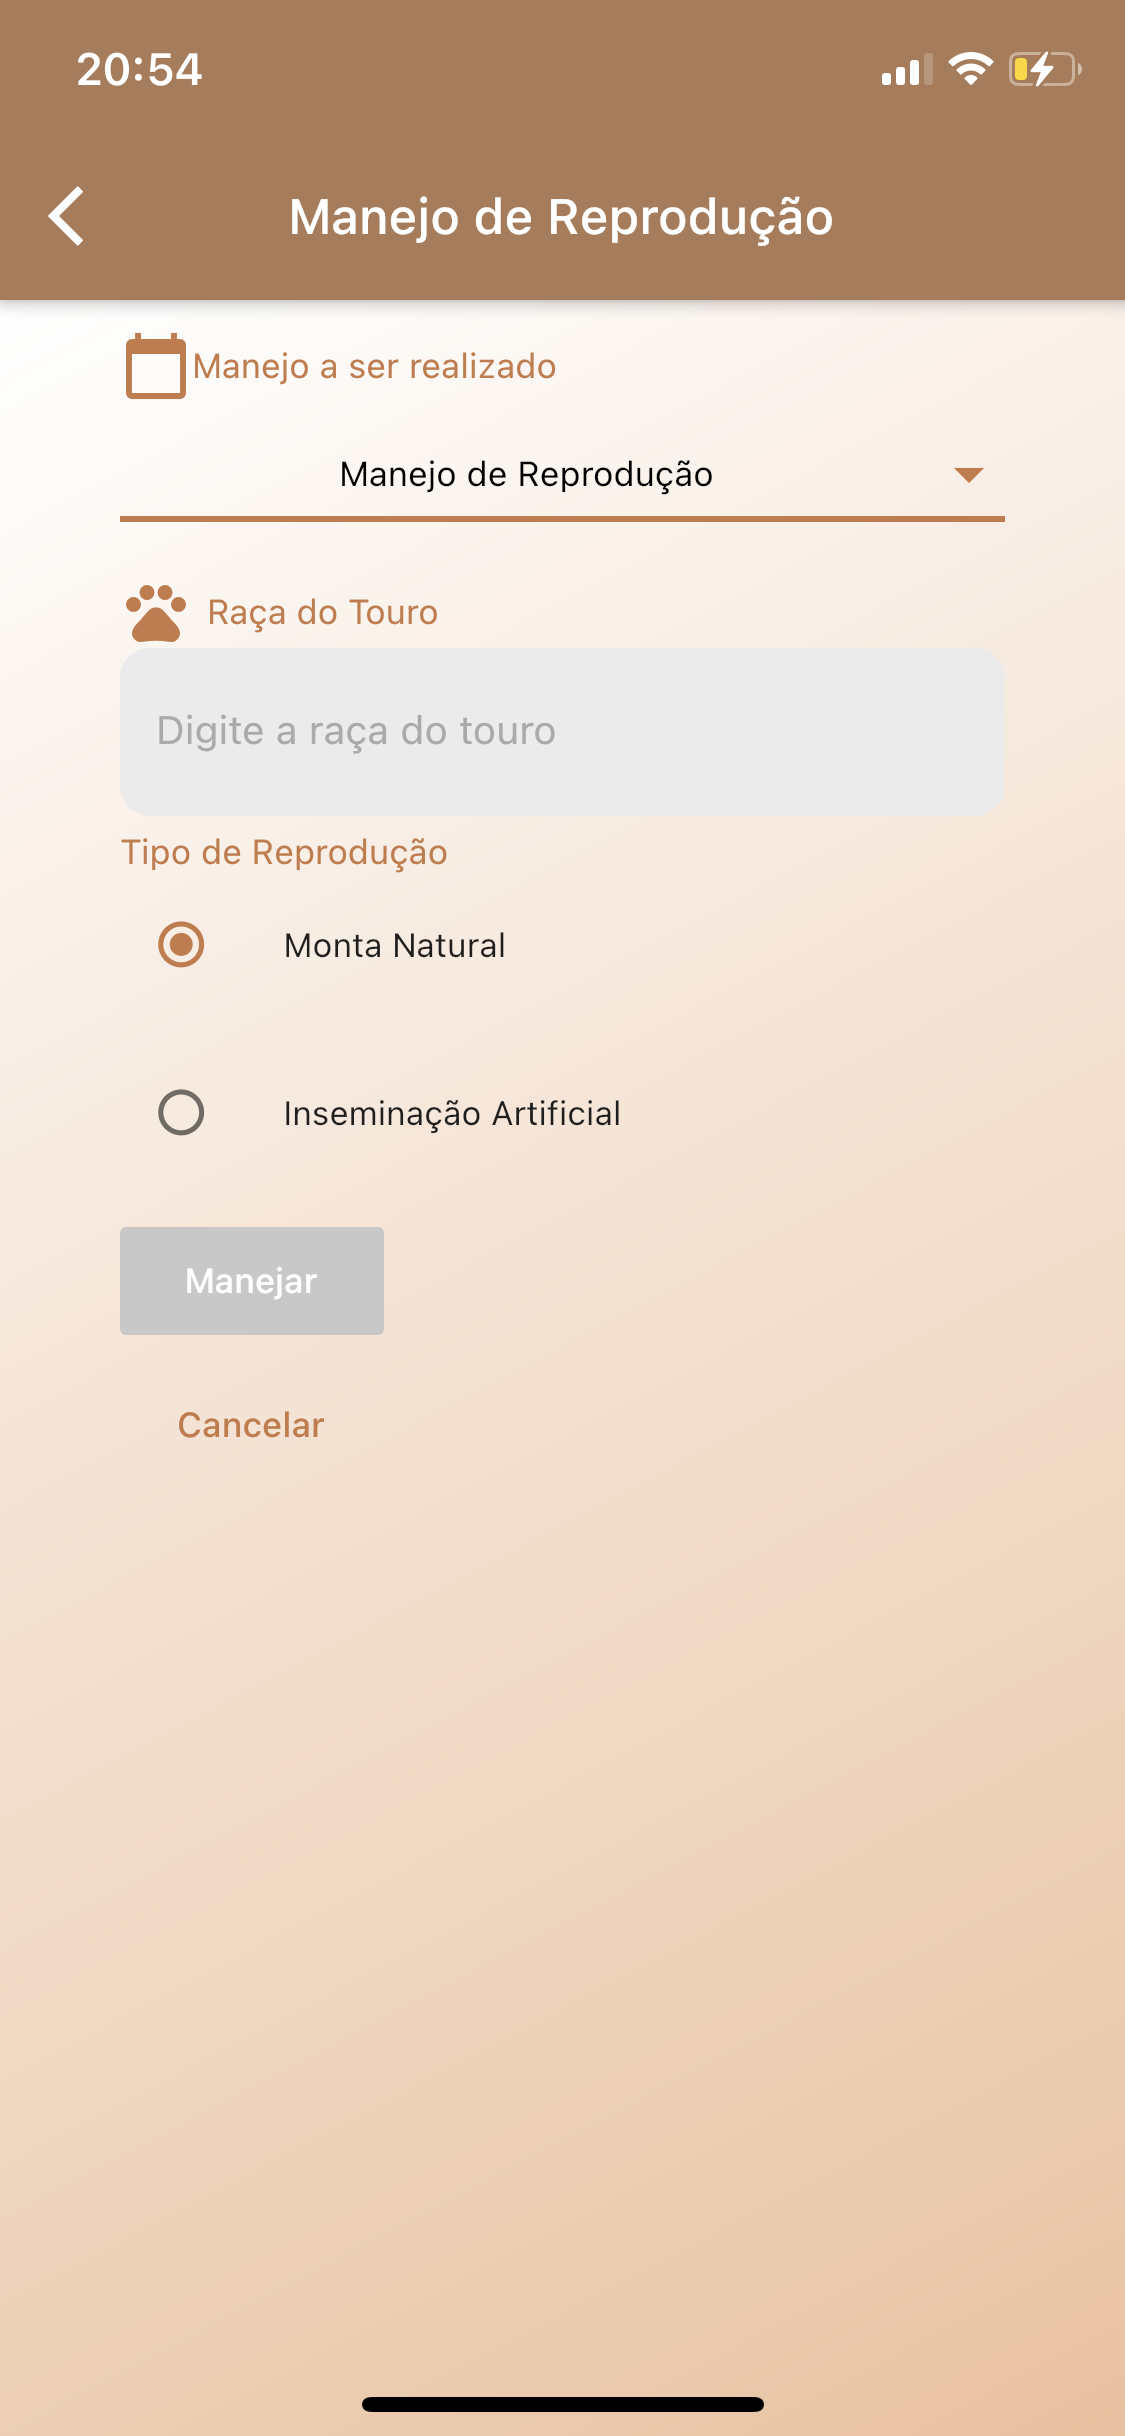 20:54
Manejo de Reprodução
Manejo a ser realizado
Manejo de Reprodução
Raça do Touro
Digite a raça do touro
Tipo de Reprodução
Monta Natural
Inseminação Artificial
Manejar
Cancelar